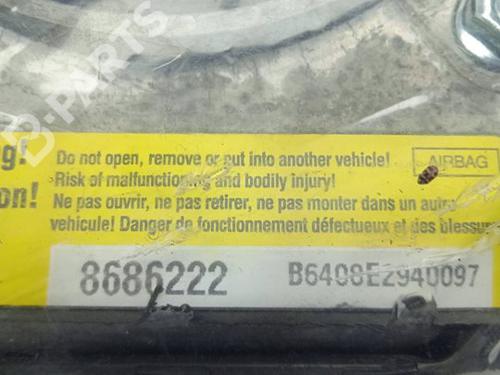 B-PARTS
g!
on!
Do not open, remove or put into another vehicle!
AIRBAG
Risk of malfunctioning and bodily injury!
Ne pas ouvrir, ne pas retirer, ne pas monter dans un autre
vehicule! Danger de fonctionnement défectueux et des blessur
8686222
B6408E2940097